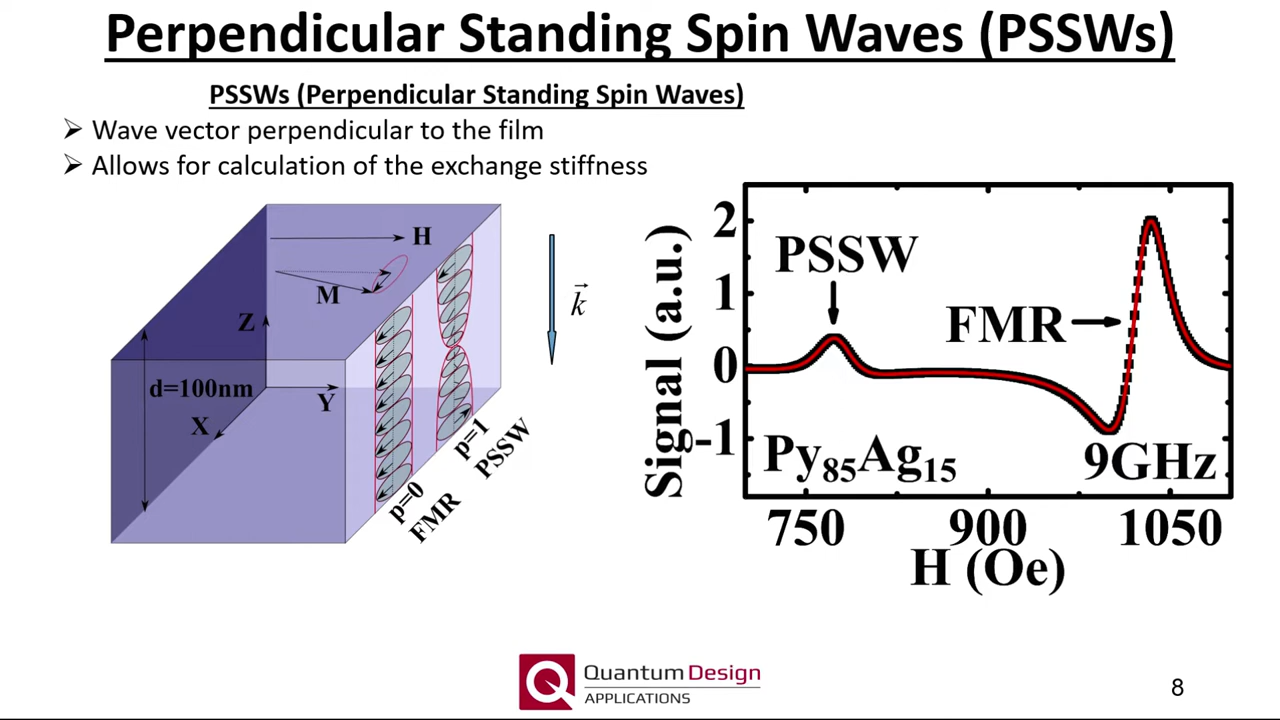 Perpendicular Standing Spin Waves (PSSWs)
PSSWs (Perpendicular Standing Spin Waves)
➢ Wave vector perpendicular to the film
➢ Allows for calculation of the exchange stiffness
H
M
Z
d=100nm
Y
X
p=0
FMR
p=1
PSSW
k⃗
Signal (a.u.)
2
1
0
-1
PSSW
FMR
Py₈₅Ag₁₅
9GHz
750 900 1050
H (Oe)
Quantum Design
APPLICATIONS
8